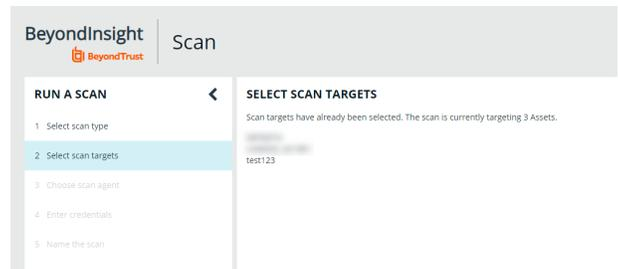 BeyondInsight
BeyondTrust
Scan
RUN A SCAN
1 Select scan type
2 Select scan targets
3 Choose scan agent
4 Enter credentials
5 Name the scan
SELECT SCAN TARGETS
Scan targets have already been selected. The scan is currently targeting 3 Assets.
test123